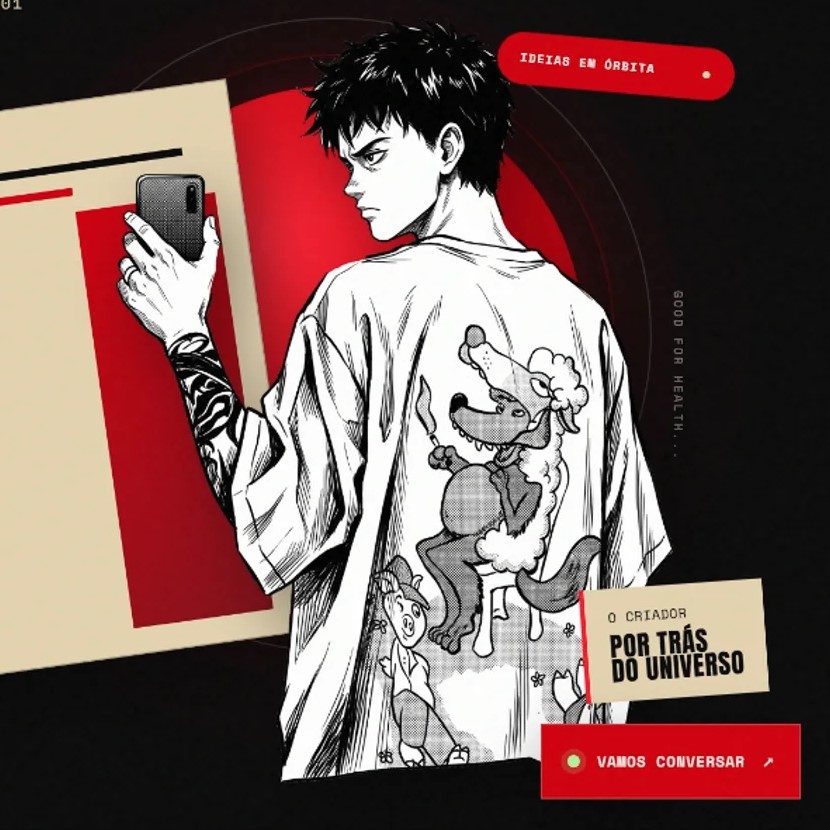 01
IDEIAS EM ÓRBITA
GOOD FOR HEALTH...
O CRIADOR
POR TRÁS
DO UNIVERSO
VAMOS CONVERSAR ↗